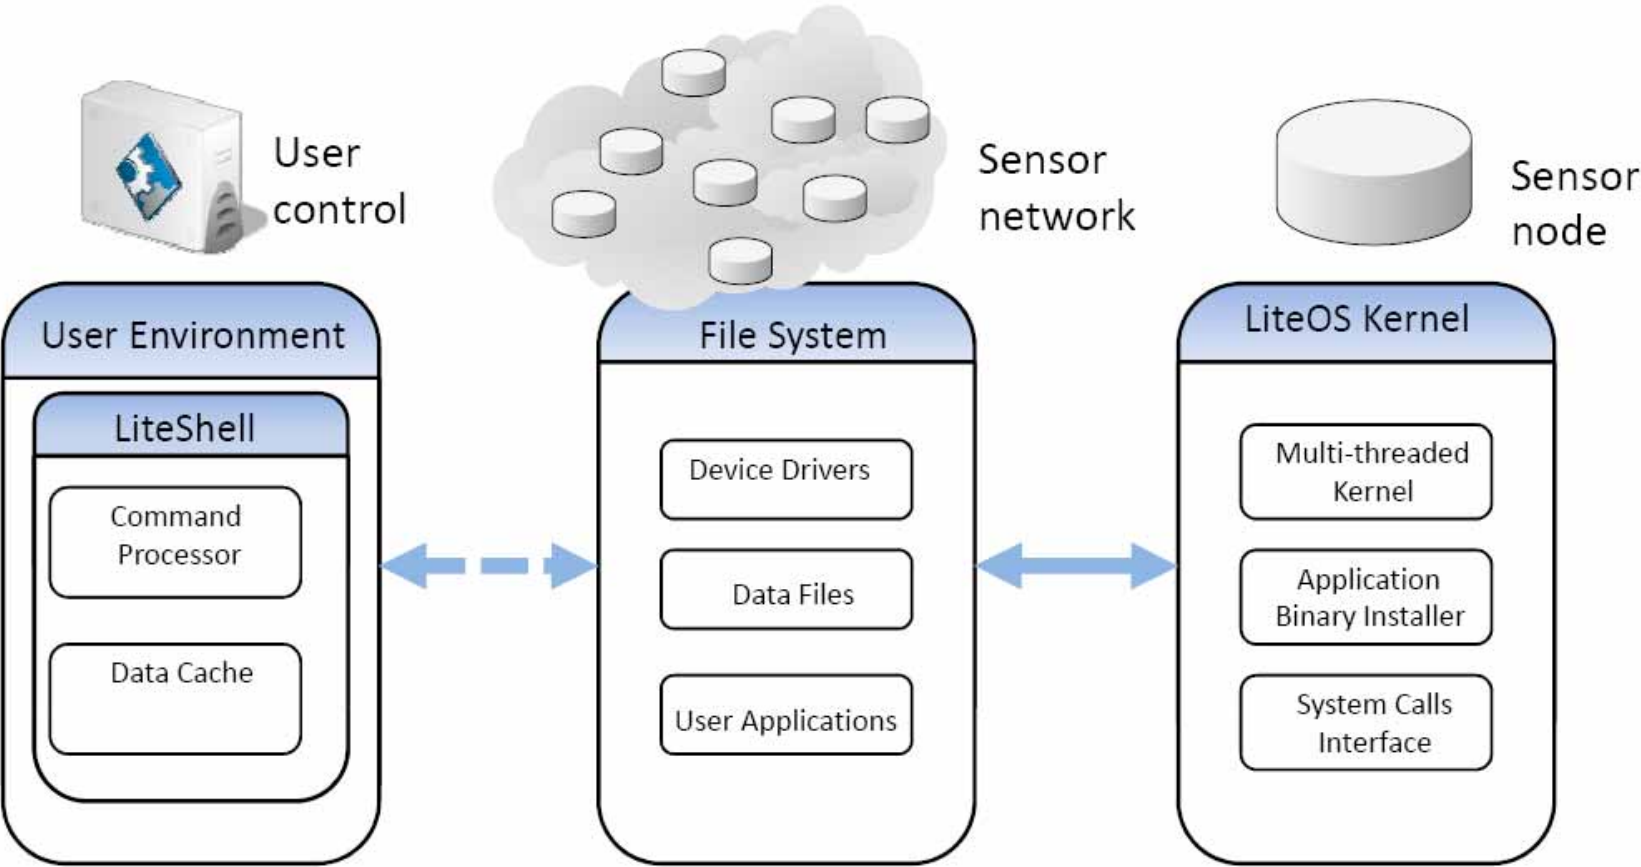 User
control
Sensor
network
Sensor
node
User Environment
LiteShell
Command
Processor
Data Cache
File System
Device Drivers
Data Files
User Applications
LiteOS Kernel
Multi-threaded
Kernel
Application
Binary Installer
System Calls
Interface